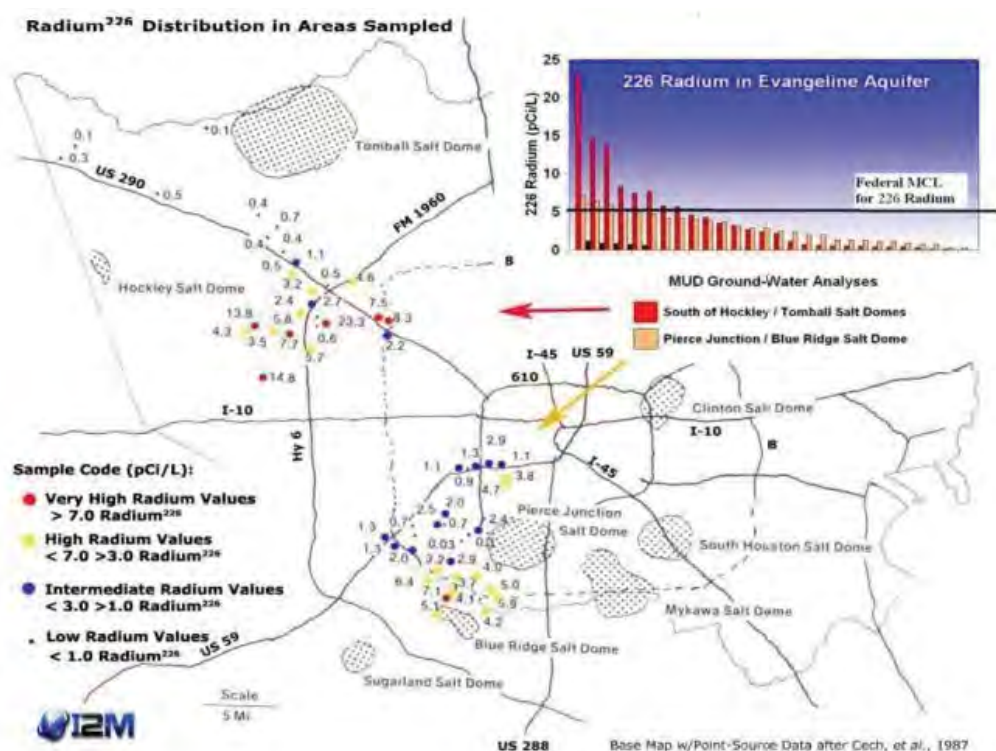 Radium²²⁶ Distribution in Areas Sampled
25
20
15
10
5
0
226 Radium (pCi/L)
226 Radium in Evangeline Aquifer
Federal MCL
for 226 Radium
MUD Ground-Water Analyses
South of Hockley / Tomball Salt Domes
Pierce Junction / Blue Ridge Salt Dome
0.1
0.3
0.1
Tomball Salt Dome
US 290
0.5
FM 1960
0.4
0.7
0.4
0.4
1.1
B
0.5
0.5
4.6
3.2
Hockley Salt Dome
2.4
2.7
7.5
13.8
5.8
23.3
8.3
4.3
3.5
7.7
0.6
2.2
5.7
14.8
I-45
US 59
610
Clinton Salt Dome
I-10
I-10
B
Hy 6
I-45
2.9
1.3
1.1
1.1
0.9
3.8
4.7
Sample Code (pCi/L):
Very High Radium Values
> 7.0 Radium²²⁶
High Radium Values
< 7.0 >3.0 Radium²²⁶
Intermediate Radium Values
< 3.0 >1.0 Radium²²⁶
Low Radium Values
< 1.0 Radium²²⁶
Pierce Junction
Salt Dome
2.0
2.5
0.7
0.7
2.4
1.3
0.03
1.3
2.0
3.2
2.9
4.0
South Houston Salt Dome
6.4
7.1
3.7
5.0
4.1
5.9
5.1
4.2
Mykawa Salt Dome
Blue Ridge Salt Dome
US 59
Sugarland Salt Dome
Scale
5 Mi
I2M
US 288
Base Map w/Point-Source Data after Cech, et al., 1987